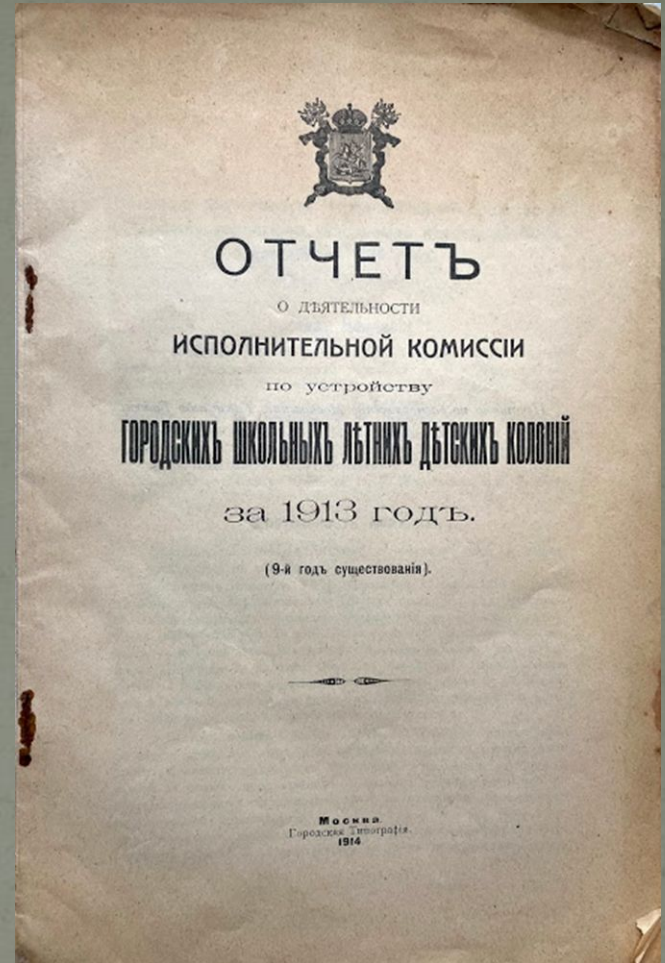 ОТЧЕТЪ
О ДѢЯТЕЛЬНОСТИ
ИСПОЛНИТЕЛЬНОЙ КОМИССІИ
по устройству
ГОРОДСКИХЪ ШКОЛЬНЫХЪ ЛѢТНИХЪ ДѢТСКИХЪ КОЛОНІЙ
за 1913 годъ.
(9-й годъ существованія).
Москва.
Городская Типографія.
1914